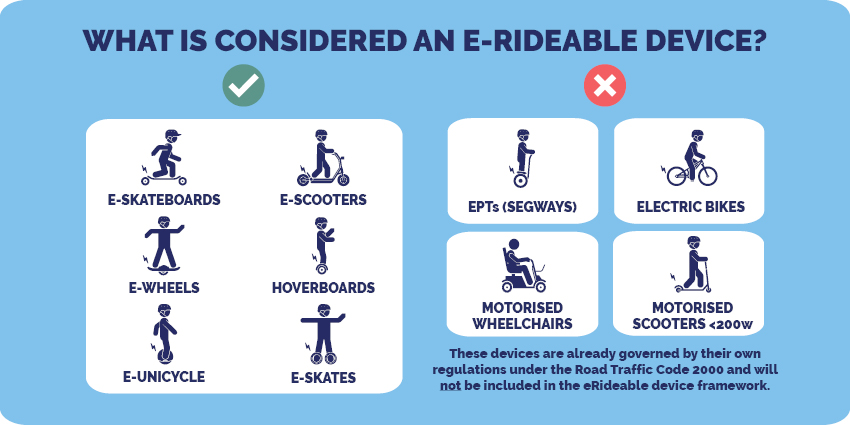 WHAT IS CONSIDERED AN E-RIDEABLE DEVICE?
E-SKATEBOARDS
E-SCOOTERS
E-WHEELS
HOVERBOARDS
E-UNICYCLE
E-SKATES
EPTs (SEGWAYS)
ELECTRIC BIKES
MOTORISED
WHEELCHAIRS
MOTORISED
SCOOTERS <200w
These devices are already governed by their own
regulations under the Road Traffic Code 2000 and will
not be included in the eRideable device framework.